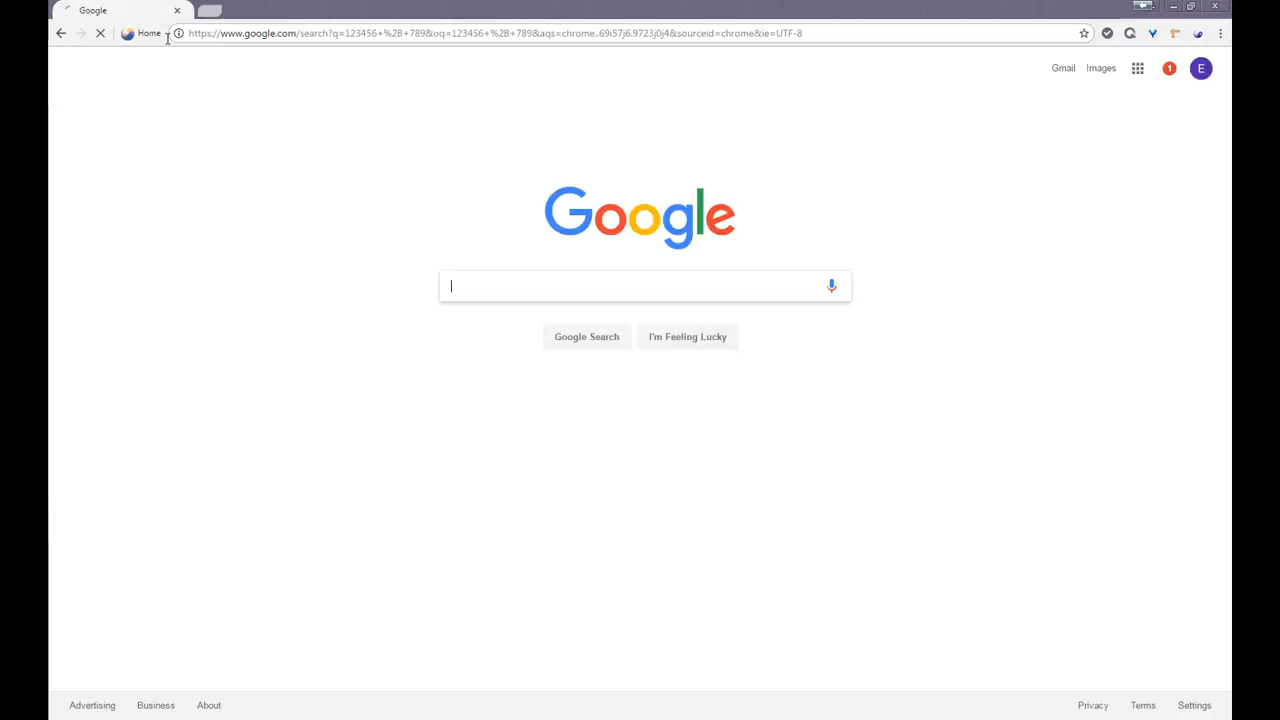 Google
Home
https://www.google.com/search?q=123456+%2B+789&oq=123456+%2B+789&aqs=chrome..69i57j6.9723j0j4&sourceid=chrome&ie=UTF-8
Gmail Images 1 E
Google
Google Search I'm Feeling Lucky
Advertising Business About Privacy Terms Settings